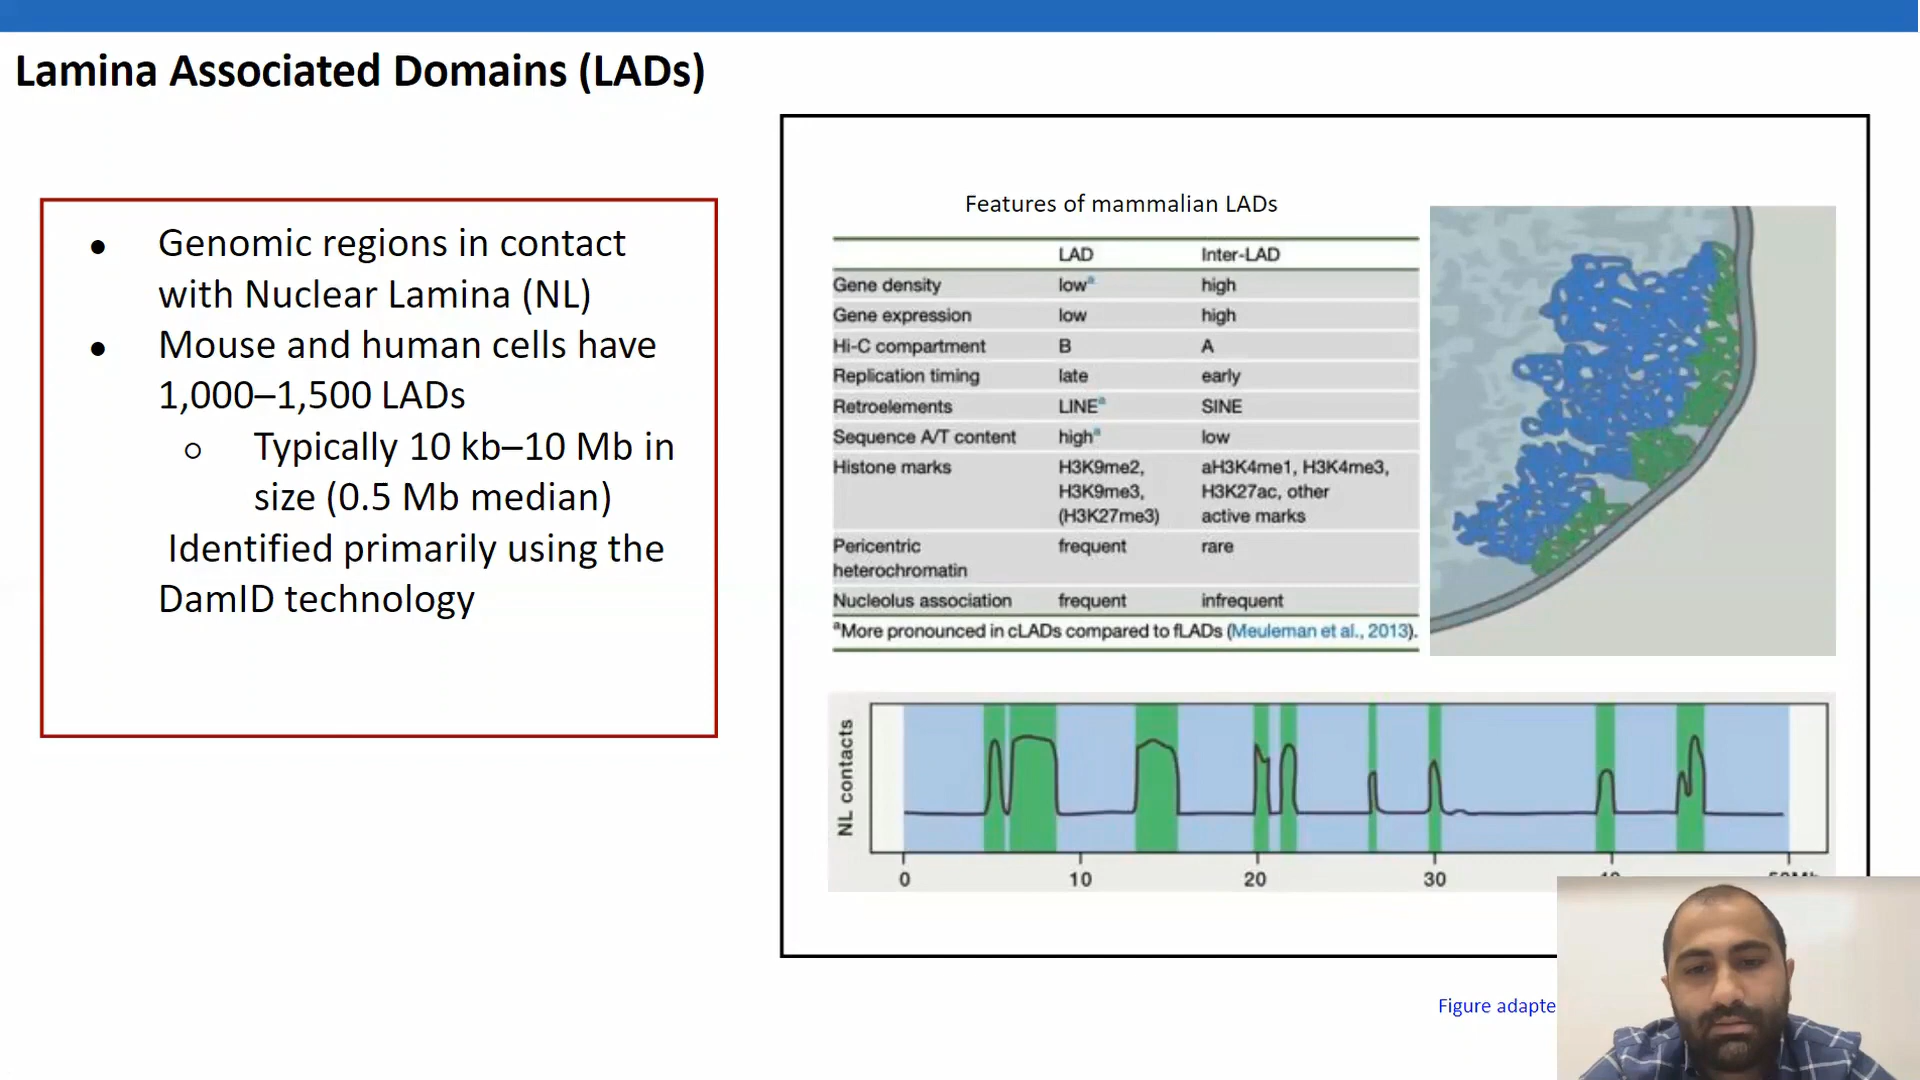 Lamina Associated Domains (LADs)
● Genomic regions in contact
with Nuclear Lamina (NL)
● Mouse and human cells have
1,000–1,500 LADs
○ Typically 10 kb–10 Mb in
size (0.5 Mb median)
Identified primarily using the
DamID technology
Features of mammalian LADs
LAD Inter-LAD
Gene density lowᵃ high
Gene expression low high
Hi-C compartment B A
Replication timing late early
Retroelements LINEᵃ SINE
Sequence A/T content highᵃ low
Histone marks H3K9me2, aH3K4me1, H3K4me3,
H3K9me3, H3K27ac, other
(H3K27me3) active marks
Pericentric frequent rare
heterochromatin
Nucleolus association frequent infrequent
ᵃMore pronounced in cLADs compared to fLADs (Meuleman et al., 2013).
NL contacts
0 10 20 30
Figure adapte